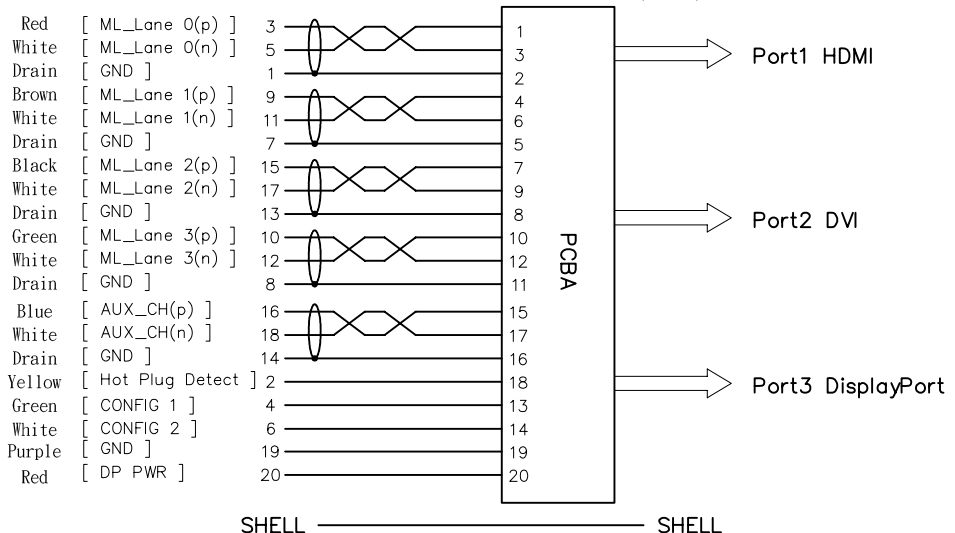 Red [ ML_Lane 0(p) ] 3 1
White [ ML_Lane 0(n) ] 5 3
Port1 HDMI
Drain [ GND ] 1 2
Brown [ ML_Lane 1(p) ] 9 4
White [ ML_Lane 1(n) ] 11 6
Drain [ GND ] 7 5
Black [ ML_Lane 2(p) ] 15 7
White [ ML_Lane 2(n) ] 17 9
Drain [ GND ] 13 8
Port2 DVI
Green [ ML_Lane 3(p) ] 10 10
White [ ML_Lane 3(n) ] 12 12
Drain [ GND ] 8 11
PCBA
Blue [ AUX_CH(p) ] 16 15
White [ AUX_CH(n) ] 18 17
Drain [ GND ] 14 16
Yellow [ Hot Plug Detect ] 2 18
Port3 DisplayPort
Green [ CONFIG 1 ] 4 13
White [ CONFIG 2 ] 6 14
Purple [ GND ] 19 19
Red [ DP PWR ] 20 20
SHELL SHELL